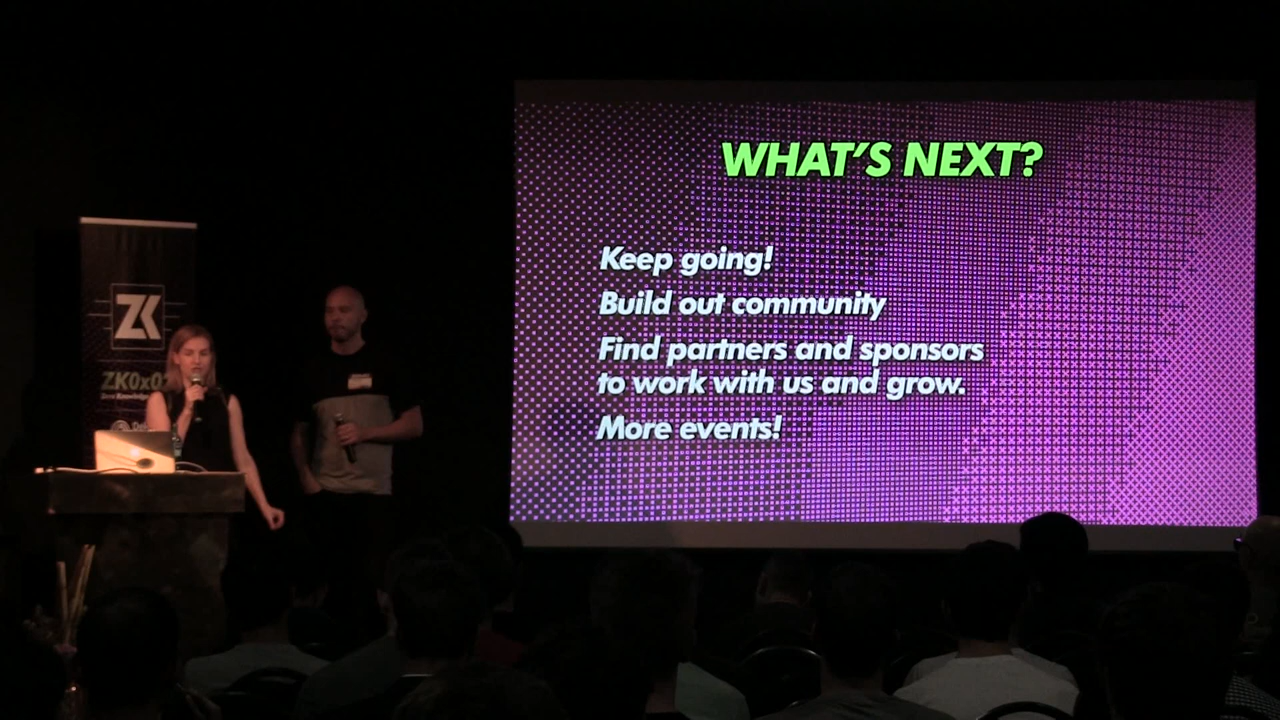 WHAT'S NEXT?
Keep going!
Build out community
Find partners and sponsors
to work with us and grow.
More events!
ZK